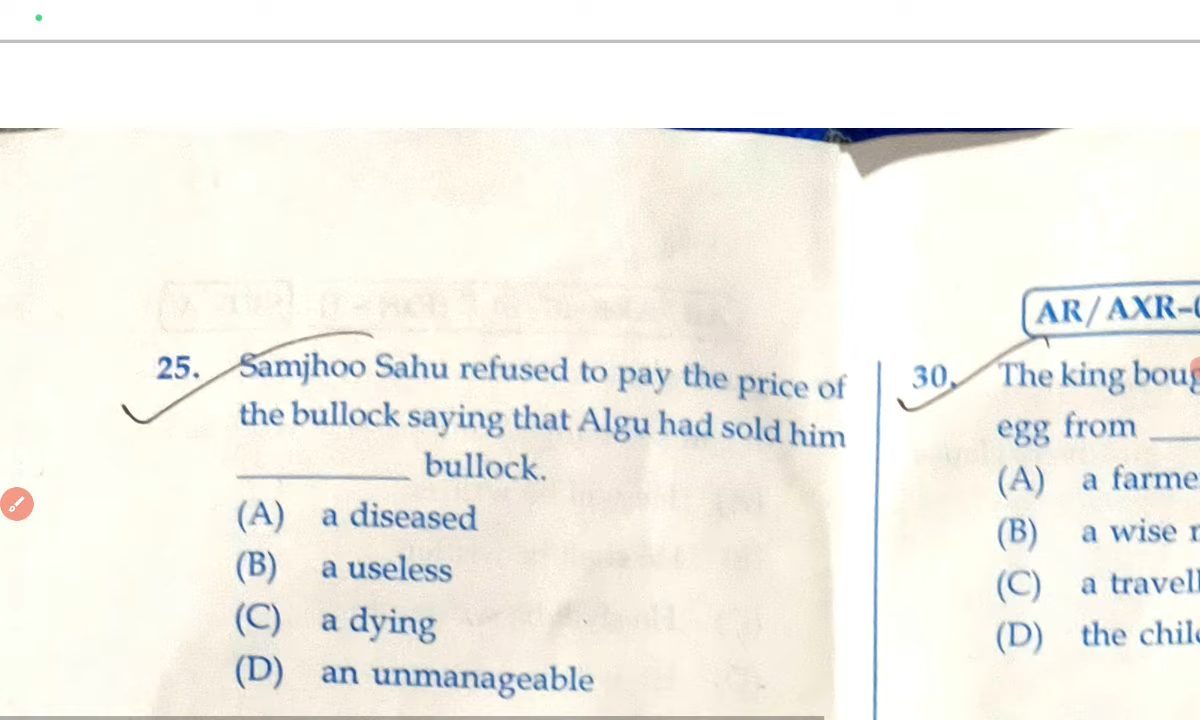 25. Samjhoo Sahu refused to pay the price of
the bullock saying that Algu had sold him
__________ bullock.
(A) a diseased
(B) a useless
(C) a dying
(D) an unmanageable
AR/AXR-
30. The king
egg from
(A) a
(B) a wise
(C) a
(D) the